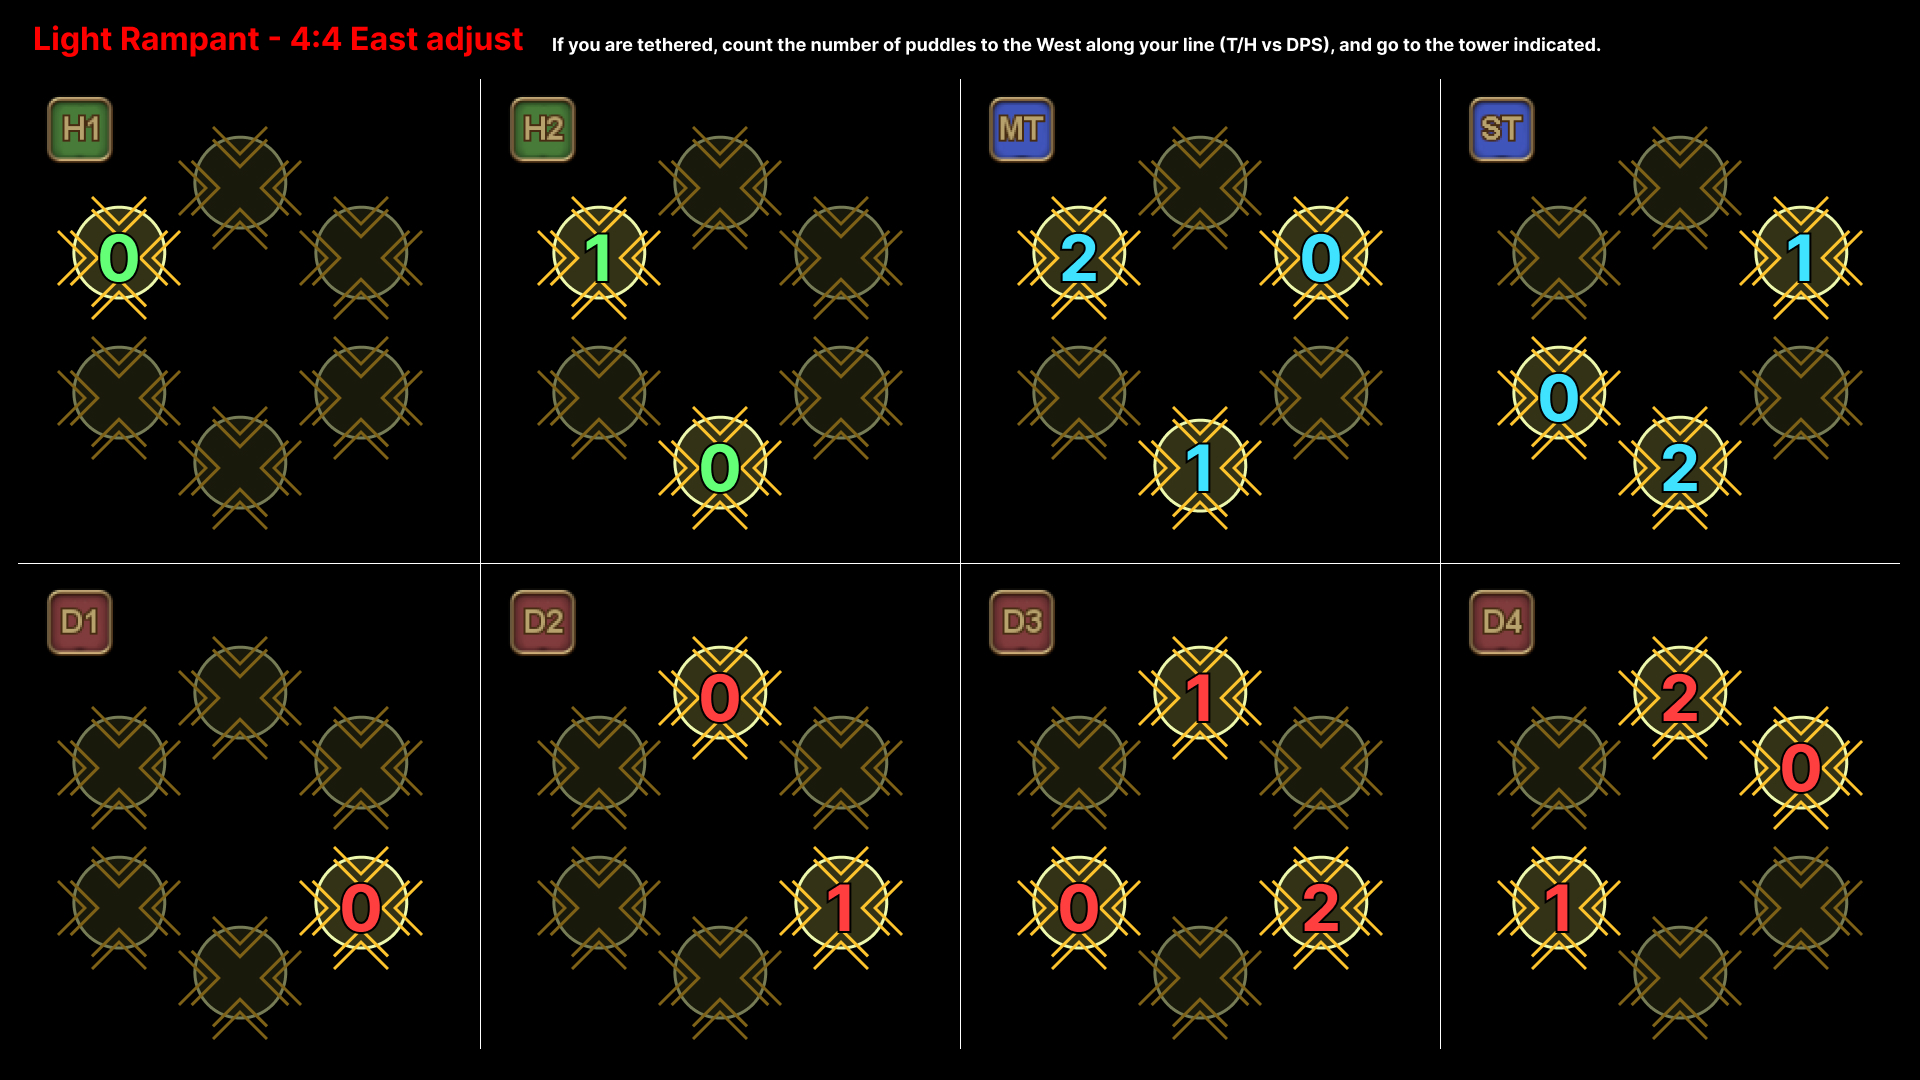 Light Rampant - 4:4 East adjust
If you are tethered, count the number of puddles to the West along your line (T/H vs DPS), and go to the tower indicated.
H1
0
H2
1
0
MT
2 0
1
ST
1
0
2
D1
0
D2
0
1
D3
1
0 2
D4
2
0
1